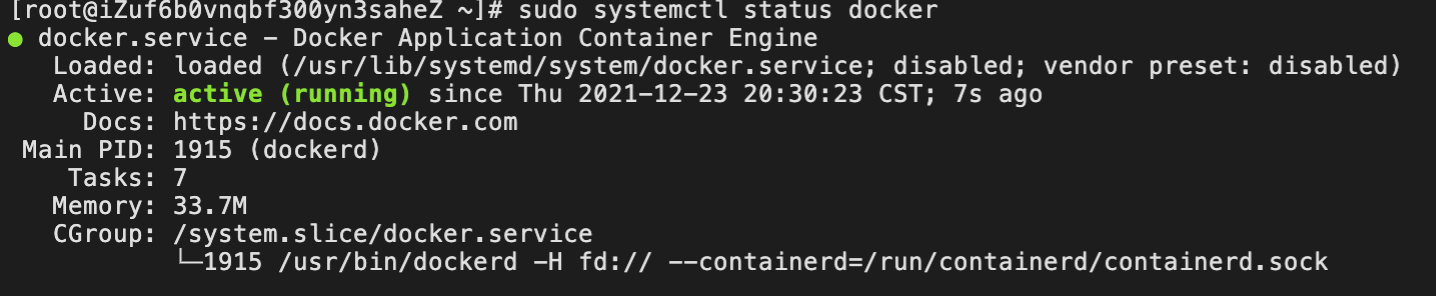 [root@iZuf6b0vnqbf300yn3saheZ ~]# sudo systemctl status docker
● docker.service – Docker Application Container Engine
Loaded: loaded (/usr/lib/systemd/system/docker.service; disabled; vendor preset: disabled)
Active: active (running) since Thu 2021-12-23 20:30:23 CST; 7s ago
Docs: https://docs.docker.com
Main PID: 1915 (dockerd)
Tasks: 7
Memory: 33.7M
CGroup: /system.slice/docker.service
└─1915 /usr/bin/dockerd -H fd:// --containerd=/run/containerd/containerd.sock